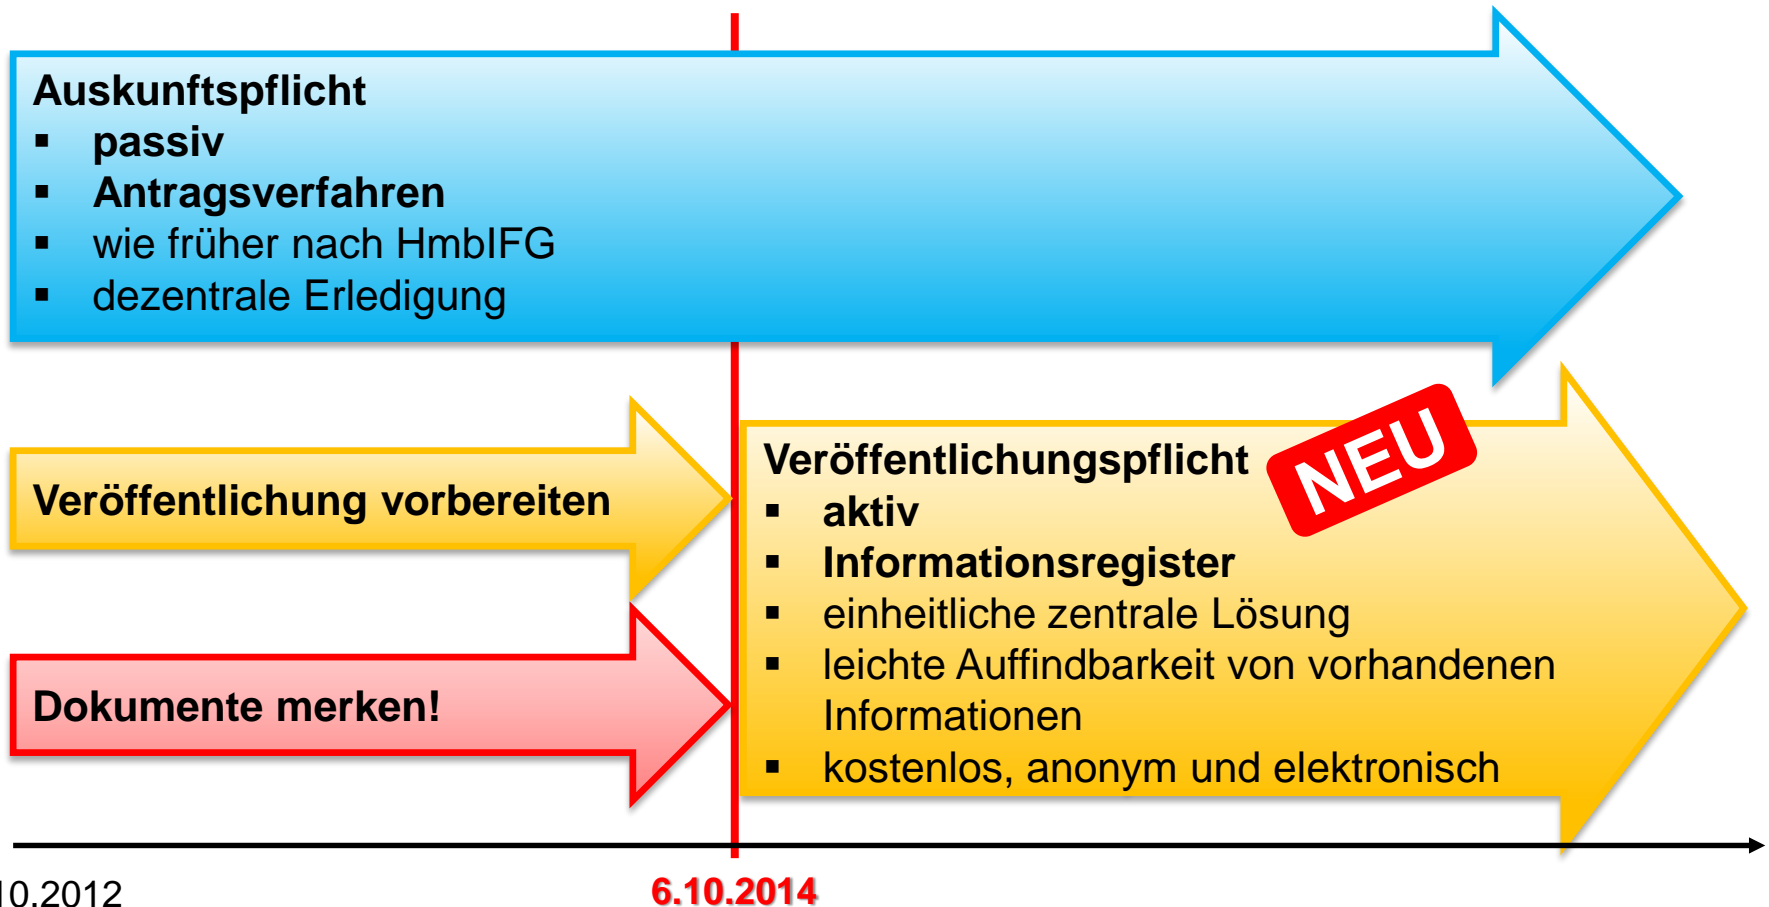 Auskunftspflicht
▪ passiv
▪ Antragsverfahren
▪ wie früher nach HmbIFG
▪ dezentrale Erledigung
Veröffentlichung vorbereiten
Dokumente merken!
Veröffentlichungspflicht
NEU
▪ aktiv
▪ Informationsregister
▪ einheitliche zentrale Lösung
▪ leichte Auffindbarkeit von vorhandenen
Informationen
▪ kostenlos, anonym und elektronisch
10.2012
6.10.2014